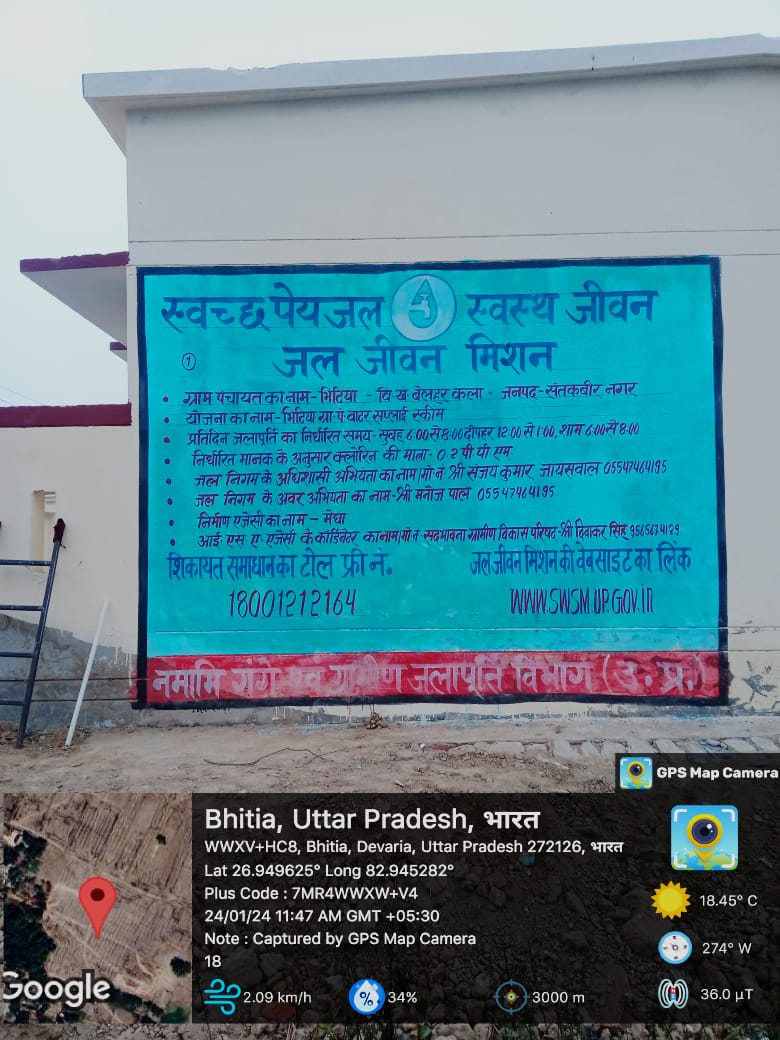 स्वच्छ पेयजल स्वस्थ जीवन
जल जीवन मिशन
①
• ग्राम पंचायत का नाम-भिटिया - वि.ख. बेलहर कला - जनपद-संतकबीर नगर
• योजना का नाम-भिटिया ग्रा. पं. वाटर सप्लाई स्कीम
• प्रतिदिन जलापूर्ति का निर्धारित समय-सुबह 6:00 से 8:00 दोपहर 12:00 से 1:00, शाम 6:00 से 8:00
• निर्धारित मानक के अनुसार क्लोरिन की मात्रा- 0.2 पी पी एम
• जल निगम के अधिशासी अभियंता का नाम/मो.नं. श्री संजय कुमार जायसवाल 05547464195
• जल निगम के अवर अभियंता का नाम-श्री मनोज पाल 05547464195
• निर्माण एजेंसी का नाम – मेघा
• आई एस ए- एजेंसी के कॉर्डिनेटर का नाम/मो.नं. सदभावना ग्रामीण विकास परिषद-श्री दिवाकर सिंह 9565674129
शिकायत समाधान का टोल फ्री नं.
जल जीवन मिशन की वेबसाइट का लिंक
18001212164
WWW.SWSM.UP.GOV.in
नमामि गंगे एवं ग्रामीण जलापूर्ति विभाग (उ. प्र.)
GPS Map Camera
Bhitia, Uttar Pradesh, भारत
WWXV+HC8, Bhitia, Devaria, Uttar Pradesh 272126, भारत
Lat 26.949625° Long 82.945282°
Plus Code : 7MR4WWXW+V4
24/01/24 11:47 AM GMT +05:30
Note : Captured by GPS Map Camera
18
18.45° C
274° W
2.09 km/h
34%
3000 m
36.0 µT
Google